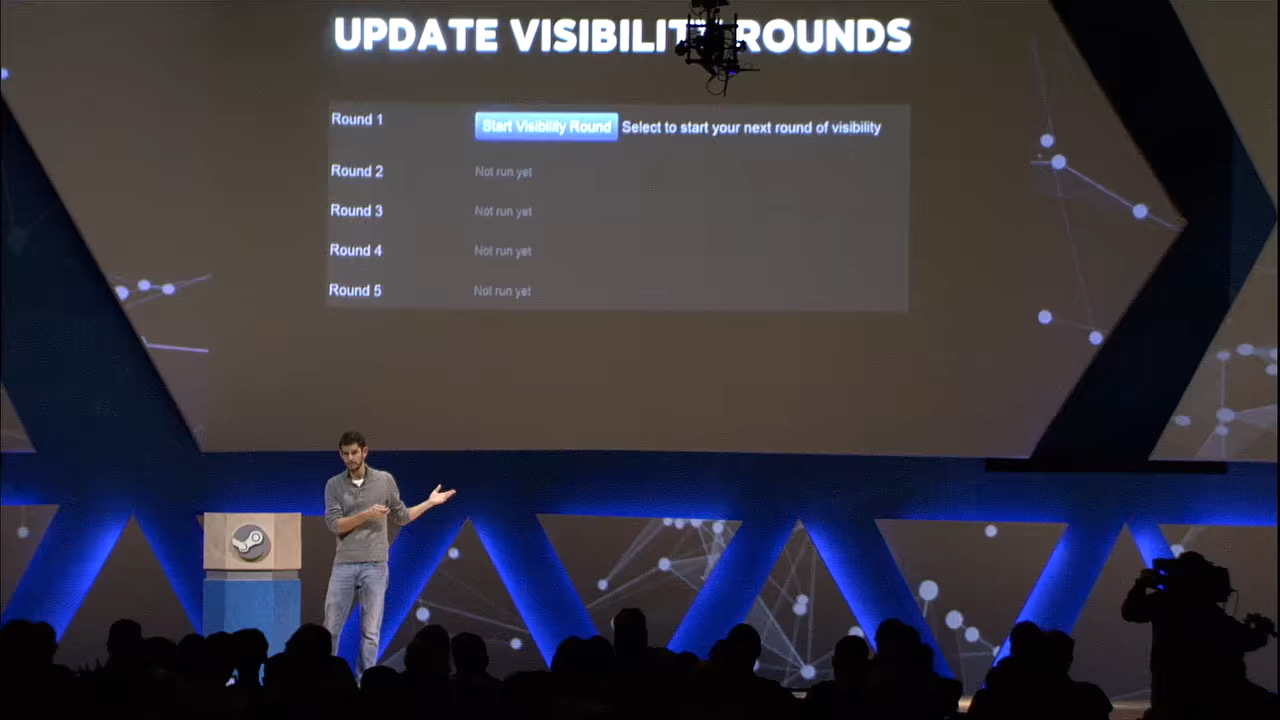 UPDATE VISIBILITY ROUNDS
Round 1 Start Visibility Round Select to start your next round of visibility
Round 2 Not run yet
Round 3 Not run yet
Round 4 Not run yet
Round 5 Not run yet